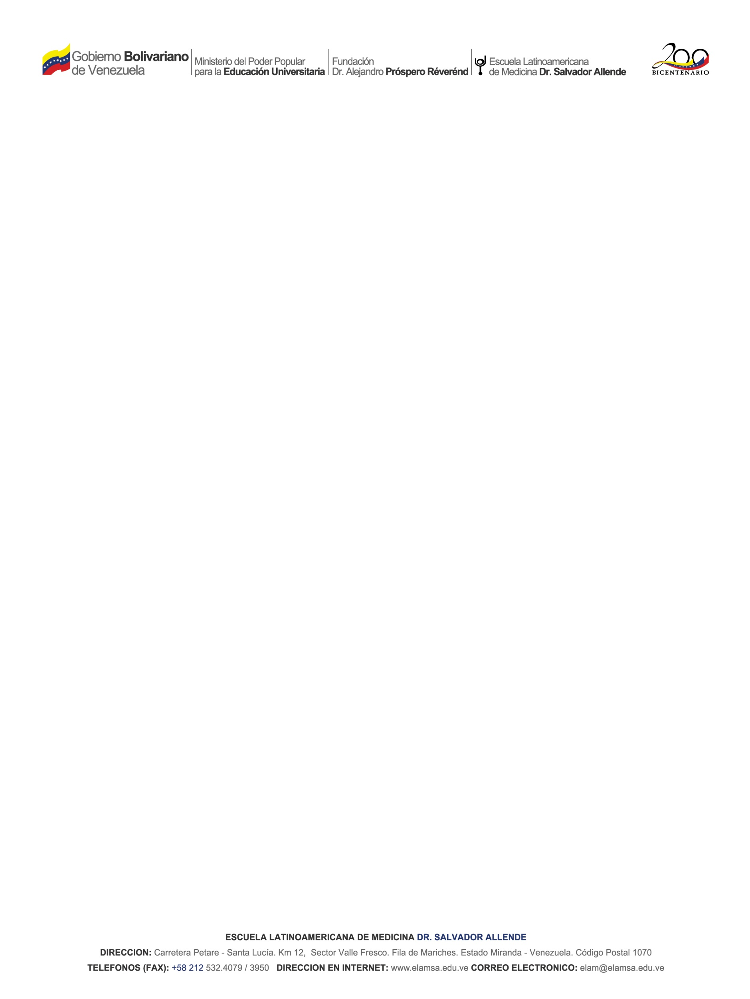 Gobierno Bolivariano
de Venezuela
Ministerio del Poder Popular
para la Educación Universitaria
Fundación
Dr. Alejandro Próspero Réverénd
Escuela Latinoamericana
de Medicina Dr. Salvador Allende
200
BICENTENARIO
ESCUELA LATINOAMERICANA DE MEDICINA DR. SALVADOR ALLENDE
DIRECCION: Carretera Petare - Santa Lucía. Km 12, Sector Valle Fresco. Fila de Mariches. Estado Miranda - Venezuela. Código Postal 1070
TELEFONOS (FAX): +58 212 532.4079 / 3950 DIRECCION EN INTERNET: www.elamsa.edu.ve CORREO ELECTRONICO: elam@elamsa.edu.ve